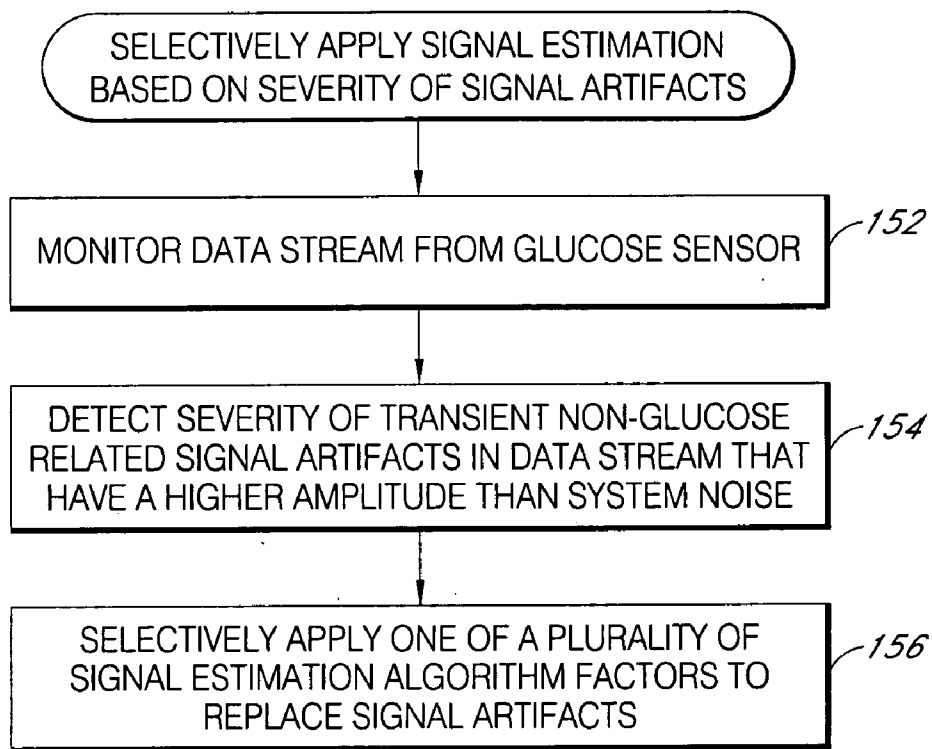 SELECTIVELY APPLY SIGNAL ESTIMATION
BASED ON SEVERITY OF SIGNAL ARTIFACTS
MONITOR DATA STREAM FROM GLUCOSE SENSOR
152
DETECT SEVERITY OF TRANSIENT NON-GLUCOSE
RELATED SIGNAL ARTIFACTS IN DATA STREAM THAT
HAVE A HIGHER AMPLITUDE THAN SYSTEM NOISE
154
SELECTIVELY APPLY ONE OF A PLURALITY OF
SIGNAL ESTIMATION ALGORITHM FACTORS TO
REPLACE SIGNAL ARTIFACTS
156